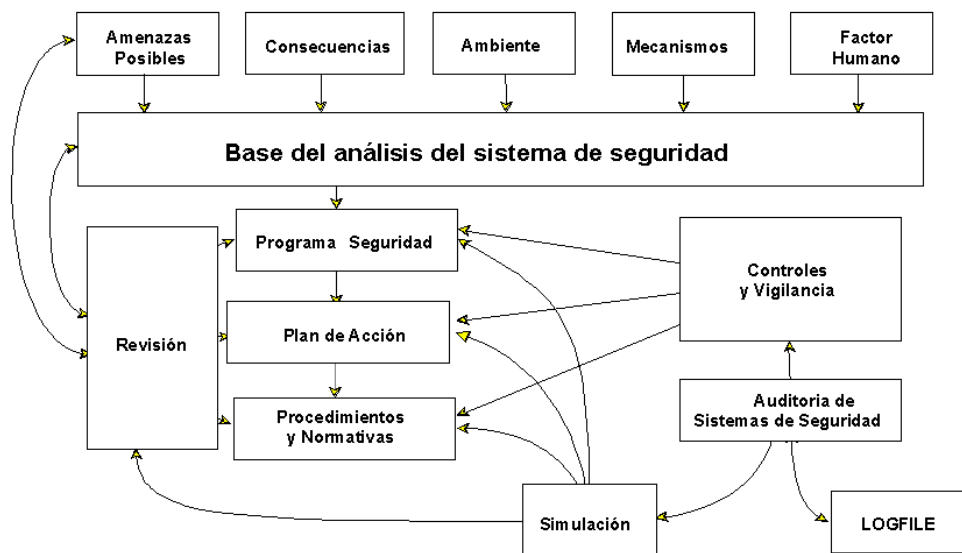 Amenazas
Posibles
Consecuencias
Ambiente
Mecanismos
Factor
Humano
Base del análisis del sistema de seguridad
Programa Seguridad
Controles
y Vigilancia
Revisión
Plan de Acción
Procedimientos
y Normativas
Auditoria de
Sistemas de Seguridad
Simulación
LOGFILE